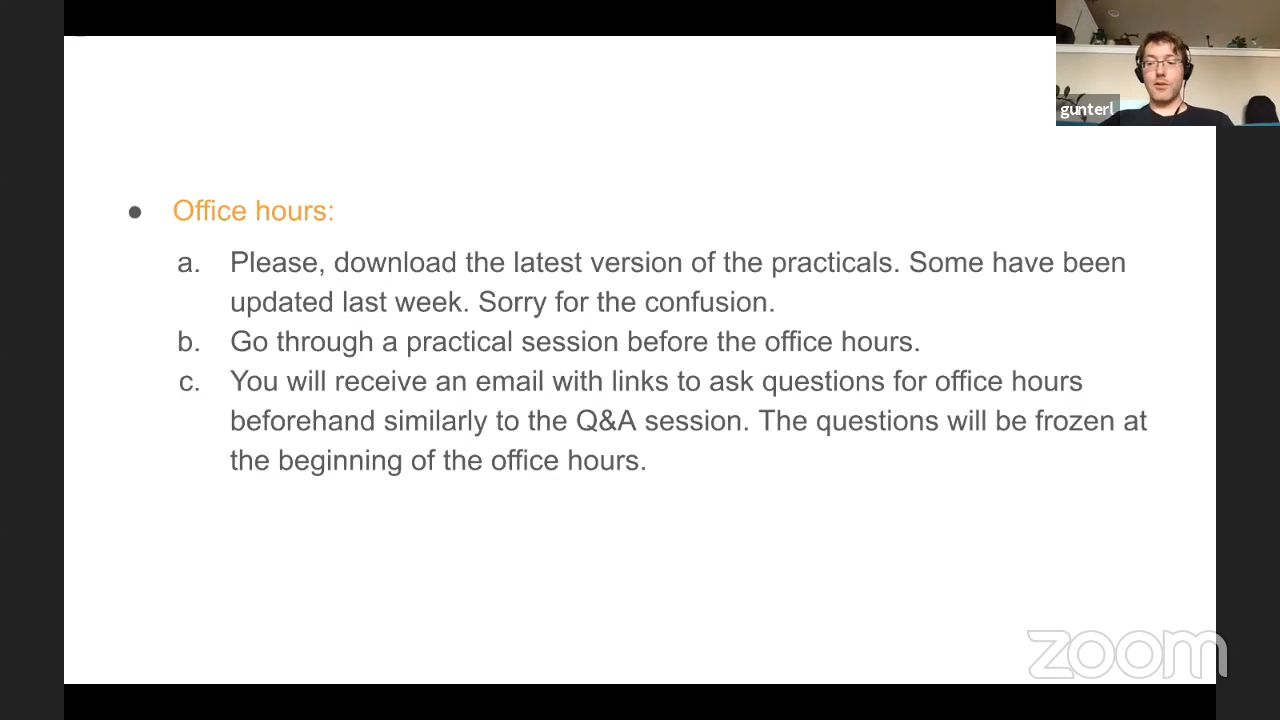 gunterl
● Office hours:
a. Please, download the latest version of the practicals. Some have been
updated last week. Sorry for the confusion.
b. Go through a practical session before the office hours.
c. You will receive an email with links to ask questions for office hours
beforehand similarly to the Q&A session. The questions will be frozen at
the beginning of the office hours.
zoom